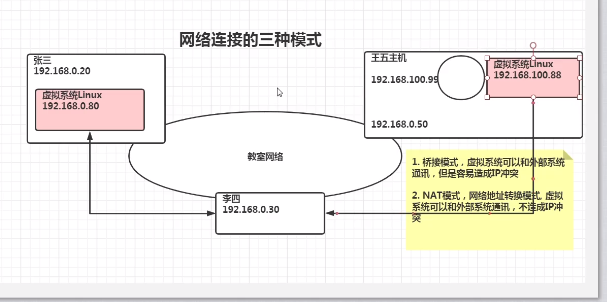 网络连接的三种模式
张三
192.168.0.20
虚拟系统Linux
192.168.0.80
王五主机
192.168.100.99
虚拟系统Linux
192.168.100.88
192.168.0.50
教室网络
李四
192.168.0.30
1. 桥接模式，虚拟系统可以和外部系统
通讯，但是容易造成IP冲突
2. NAT模式，网络地址转换模式, 虚拟
系统可以和外部系统通讯，不造成IP冲
突